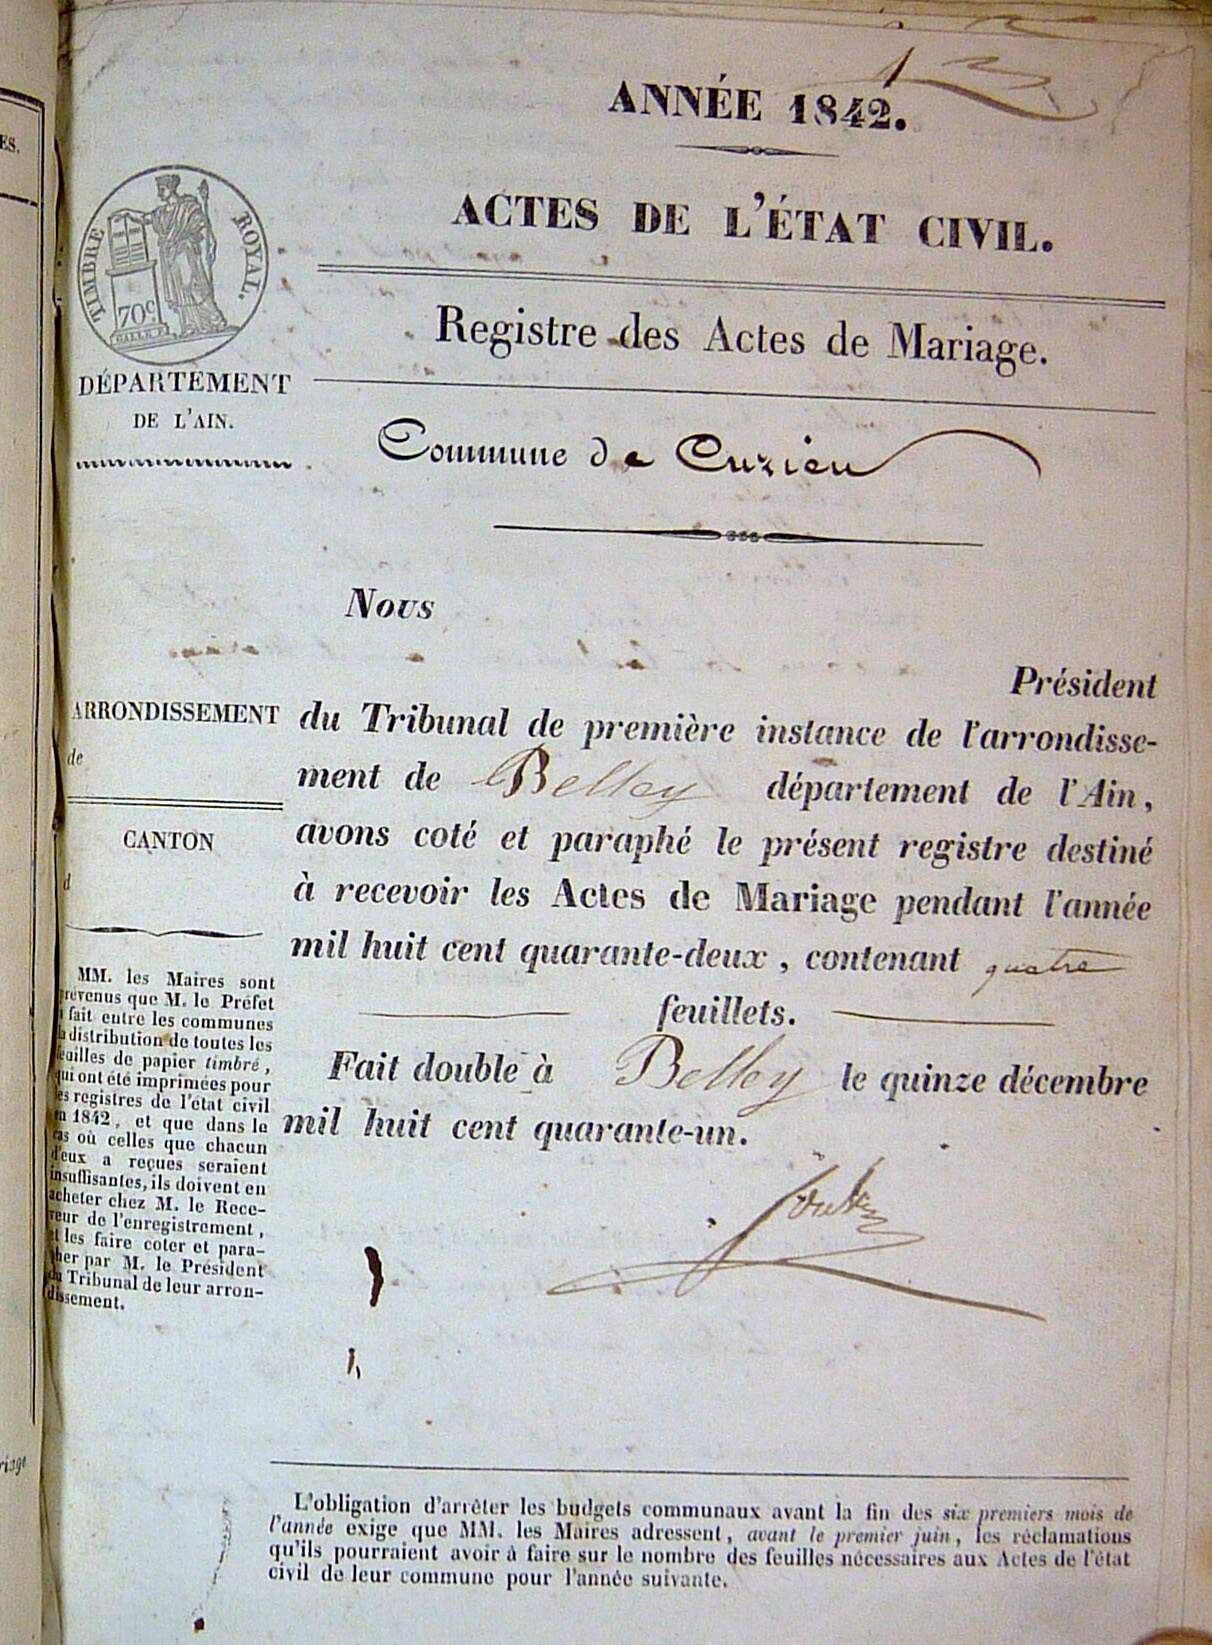 ES.
ANNÉE 1842.
ACTES DE L'ÉTAT CIVIL.
TIMBRE ROYAL.
70c
Registre des Actes de Mariage.
DÉPARTEMENT
DE L'AIN.
Commune de Cuzieu
Nous
Président
ARRONDISSEMENT
de
CANTON
d
du Tribunal de première instance de l'arrondisse-
ment de Belley département de l'Ain,
avons coté et paraphé le présent registre destiné
à recevoir les Actes de Mariage pendant l'année
mil huit cent quarante-deux, contenant quatre
feuillets.
Fait double à Belley le quinze décembre
mil huit cent quarante-un.
MM. les Maires sont
prévenus que M. le Préfet
a fait entre les communes
la distribution de toutes les
feuilles de papier timbré,
qui ont été imprimées pour
les registres de l'état civil
en 1842, et que dans le
cas où celles que chacun
d'eux a reçues seraient
insuffisantes, ils doivent en
acheter chez M. le Rece-
veur de l'enregistrement,
et les faire coter et para-
pher par M. le Président
du Tribunal de leur arron-
dissement.
riage
L'obligation d'arrêter les budgets communaux avant la fin des six premiers mois de
l'année exige que MM. les Maires adressent, avant le premier juin, les réclamations
qu'ils pourraient avoir à faire sur le nombre des feuilles nécessaires aux Actes de l'état
civil de leur commune pour l'année suivante.